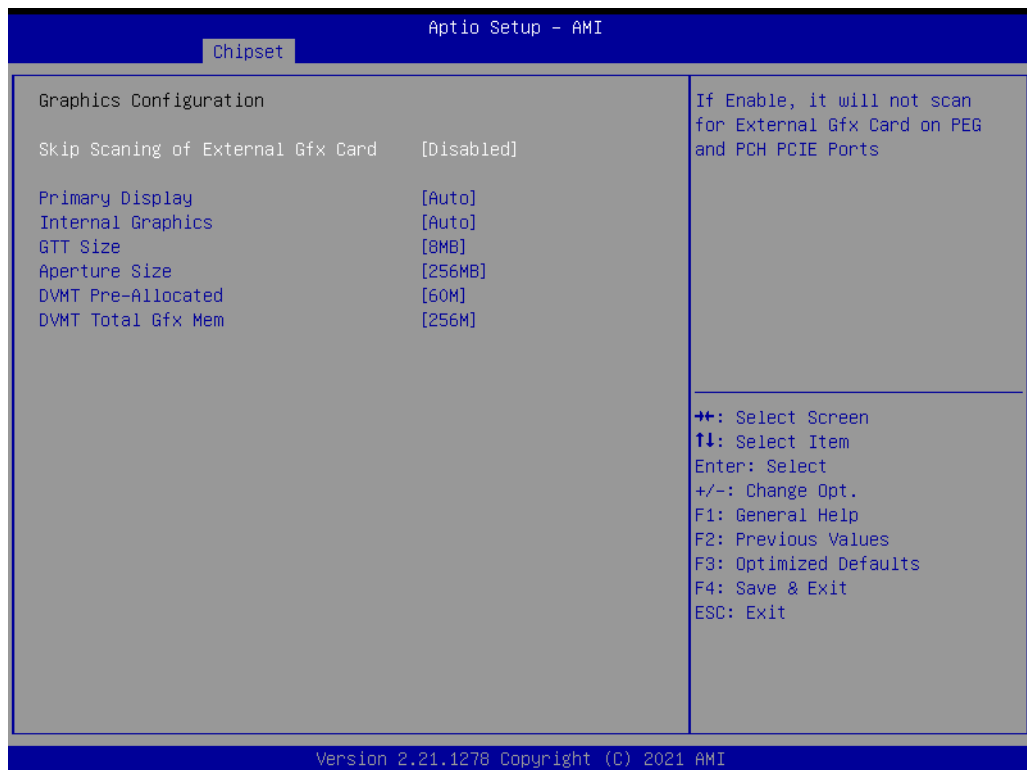 Aptio Setup – AMI
Chipset
Graphics Configuration
Skip Scaning of External Gfx Card [Disabled]
Primary Display [Auto]
Internal Graphics [Auto]
GTT Size [8MB]
Aperture Size [256MB]
DVMT Pre-Allocated [60M]
DVMT Total Gfx Mem [256M]
If Enable, it will not scan
for External Gfx Card on PEG
and PCH PCIE Ports
→←: Select Screen
↑↓: Select Item
Enter: Select
+/-: Change Opt.
F1: General Help
F2: Previous Values
F3: Optimized Defaults
F4: Save & Exit
ESC: Exit
Version 2.21.1278 Copyright (C) 2021 AMI